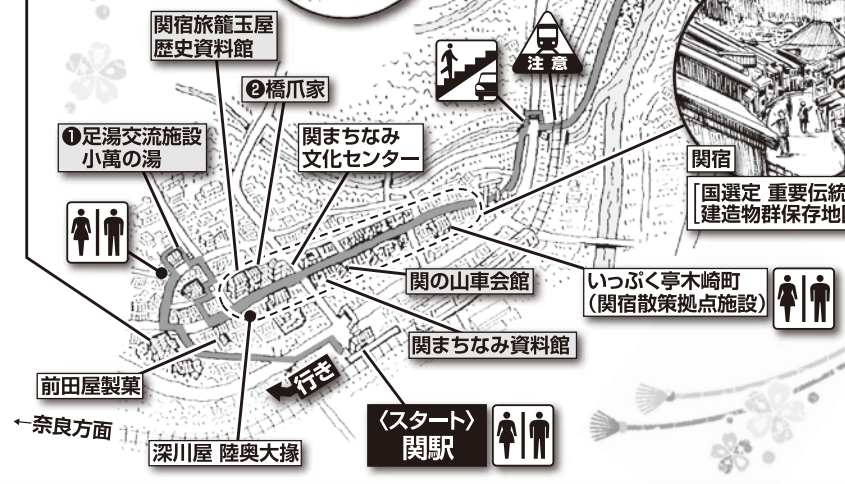 関宿旅籠玉屋
歴史資料館
❷橋爪家
注意
❶足湯交流施設
小萬の湯
関まちなみ
文化センター
関宿
国選定 重要伝統
建造物群保存地
関の山車会館
いっぷく亭木崎町
(関宿散策拠点施設)
関まちなみ資料館
前田屋製菓
行き
←奈良方面
深川屋 陸奥大掾
〈スタート〉
関駅